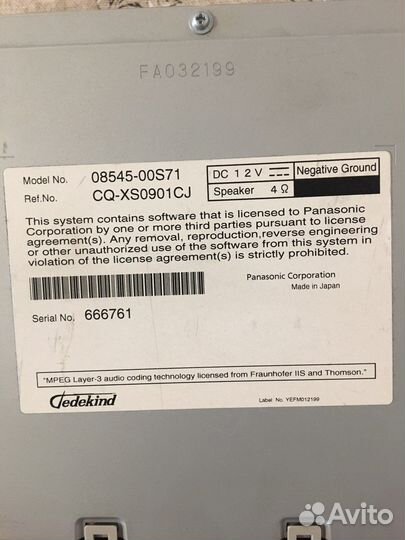 FA032199
Model No. 08545-00S71
DC 12V Negative Ground
Ref.No. CQ-XS0901CJ
Speaker 4Ω
This system contains software that is licensed to Panasonic
Corporation by one or more third parties pursuant to license
agreement(s). Any removal, reproduction,reverse engineering
or other unauthorized use of the software from this system in
violation of the license agreement(s) is strictly prohibited.
Panasonic Corporation
Made in Japan
Serial No. 666761
"MPEG Layer-3 audio coding technology licensed from Fraunhofer IIS and Thomson."
Gedekind
Label No. YEFM012199
Avito